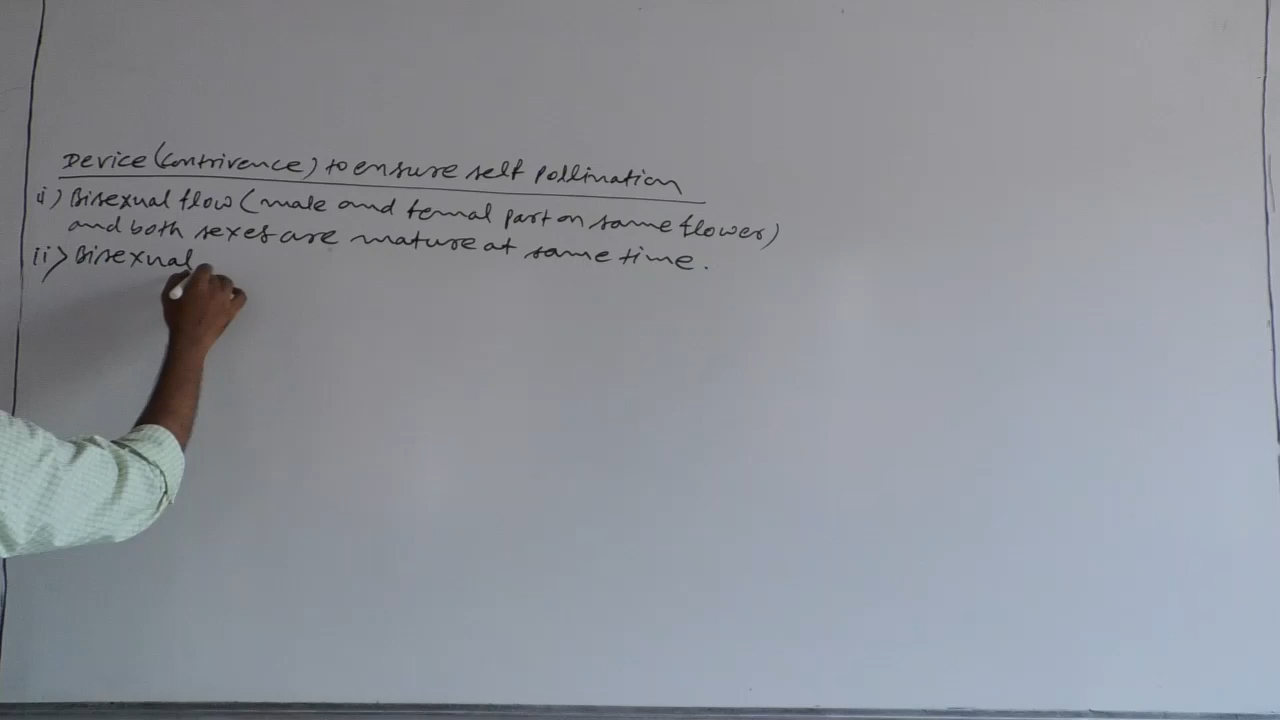 Device (Contrivence) to ensure self pollination
i) Bisexual flow (male and femal part on same flower)
and both sexes are mature at same time.
ii> Bisexual